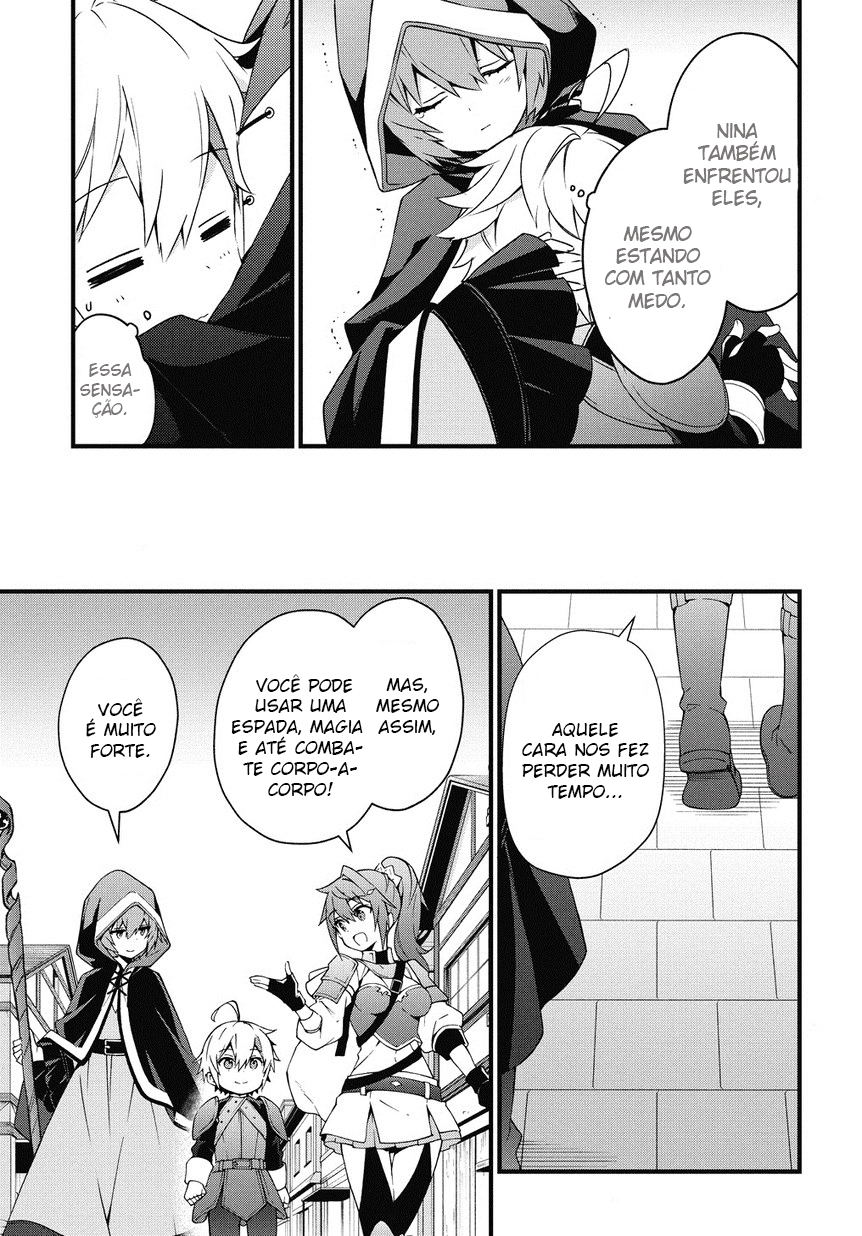 NINA
TAMBÉM
ENFRENTOU
ELES,
MESMO
ESTANDO
COM TANTO
MEDO.
ESSA
SENSA-
ÇÃO.
AQUELE
CARA NOS FEZ
PERDER MUITO
TEMPO...
MAS,
MESMO
ASSIM,
VOCÊ PODE
USAR UMA
ESPADA, MAGIA
E ATÉ COMBA-
TE CORPO-A-
CORPO!
VOCÊ
É MUITO
FORTE.